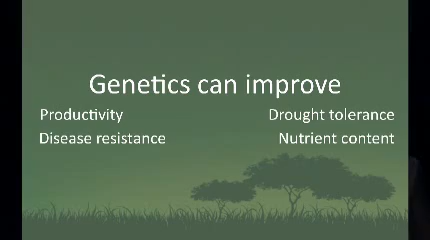 Genetics can improve
Productivity
Drought tolerance
Disease resistance
Nutrient content